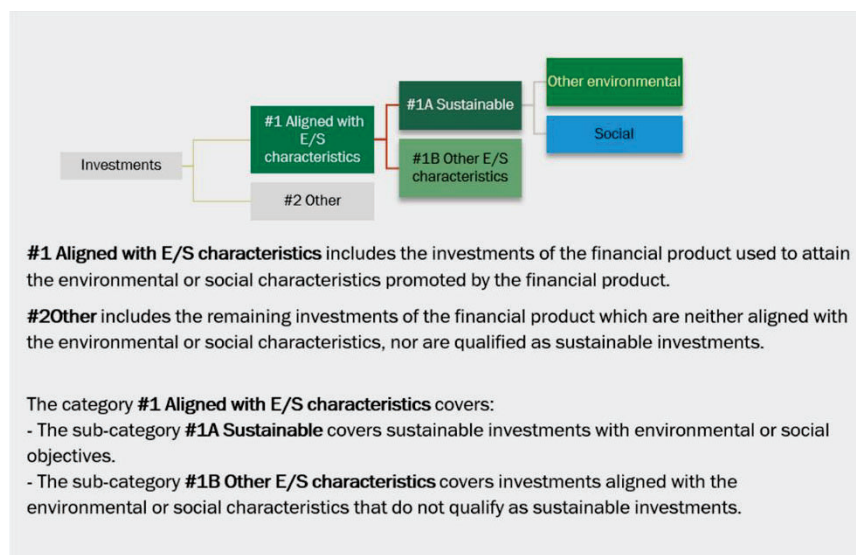 Other environmental
#1A Sustainable
#1 Aligned with
E/S
characteristics
Social
#1B Other E/S
characteristics
Investments
#2 Other
#1 Aligned with E/S characteristics includes the investments of the financial product used to attain
the environmental or social characteristics promoted by the financial product.
#2Other includes the remaining investments of the financial product which are neither aligned with
the environmental or social characteristics, nor are qualified as sustainable investments.
The category #1 Aligned with E/S characteristics covers:
- The sub-category #1A Sustainable covers sustainable investments with environmental or social
objectives.
- The sub-category #1B Other E/S characteristics covers investments aligned with the
environmental or social characteristics that do not qualify as sustainable investments.